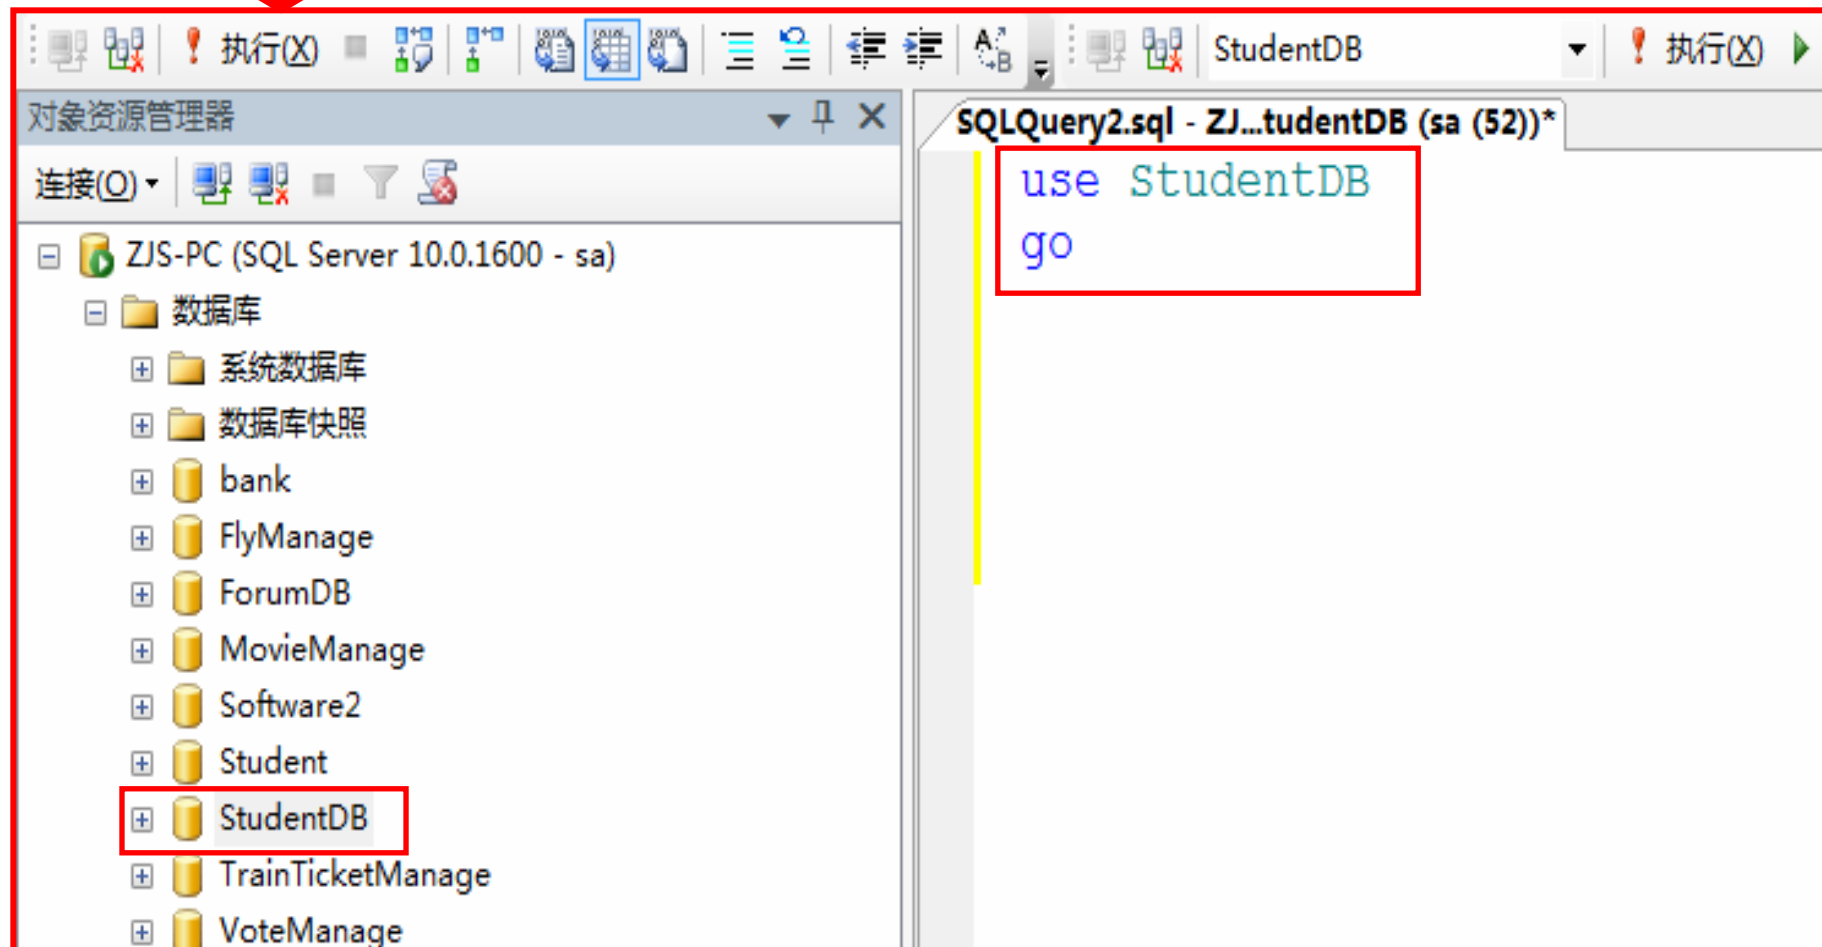 执行(X) StudentDB 执行(X)
对象资源管理器
SQLQuery2.sql - ZJ...tudentDB (sa (52))*
连接(O)
use StudentDB
go
ZJS-PC (SQL Server 10.0.1600 - sa)
数据库
系统数据库
数据库快照
bank
FlyManage
ForumDB
MovieManage
Software2
Student
StudentDB
TrainTicketManage
VoteManage